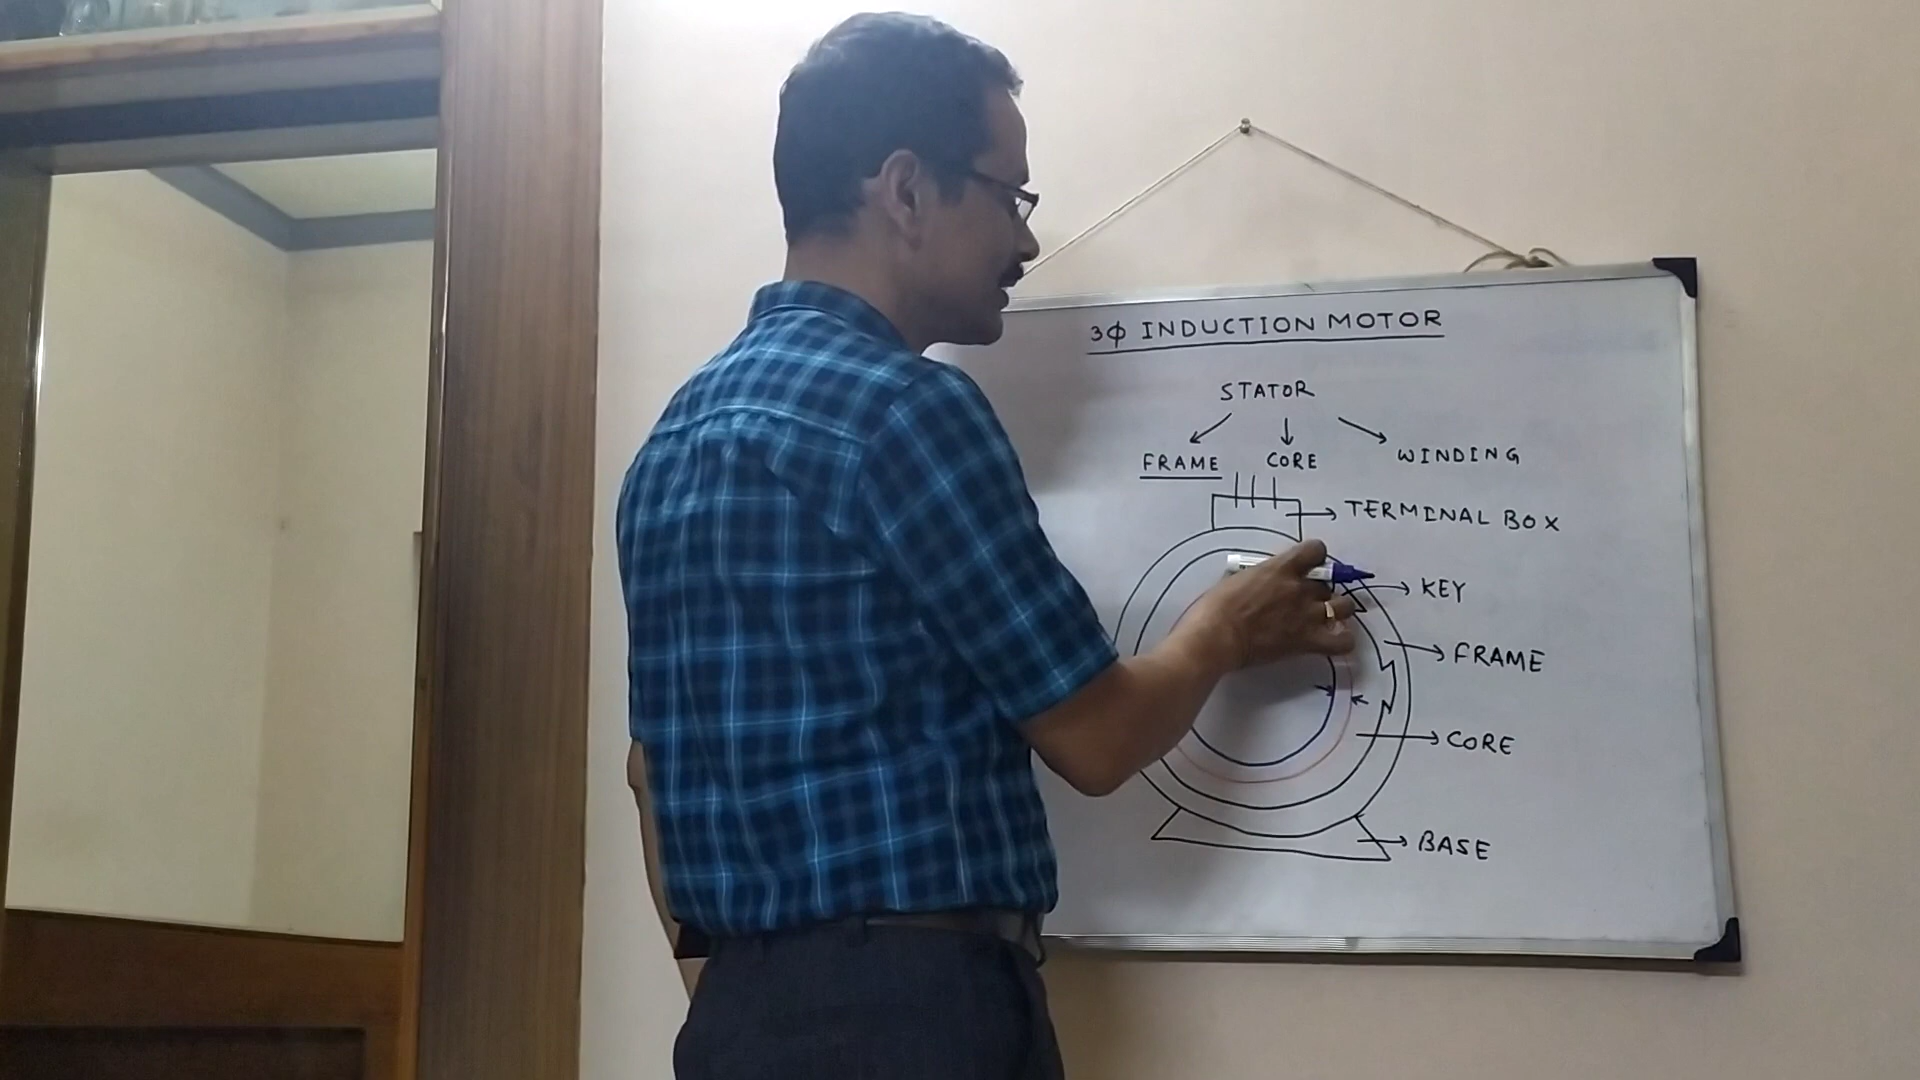 3ϕ INDUCTION MOTOR
STATOR
FRAME CORE WINDING
TERMINAL BOX
KEY
FRAME
CORE
BASE